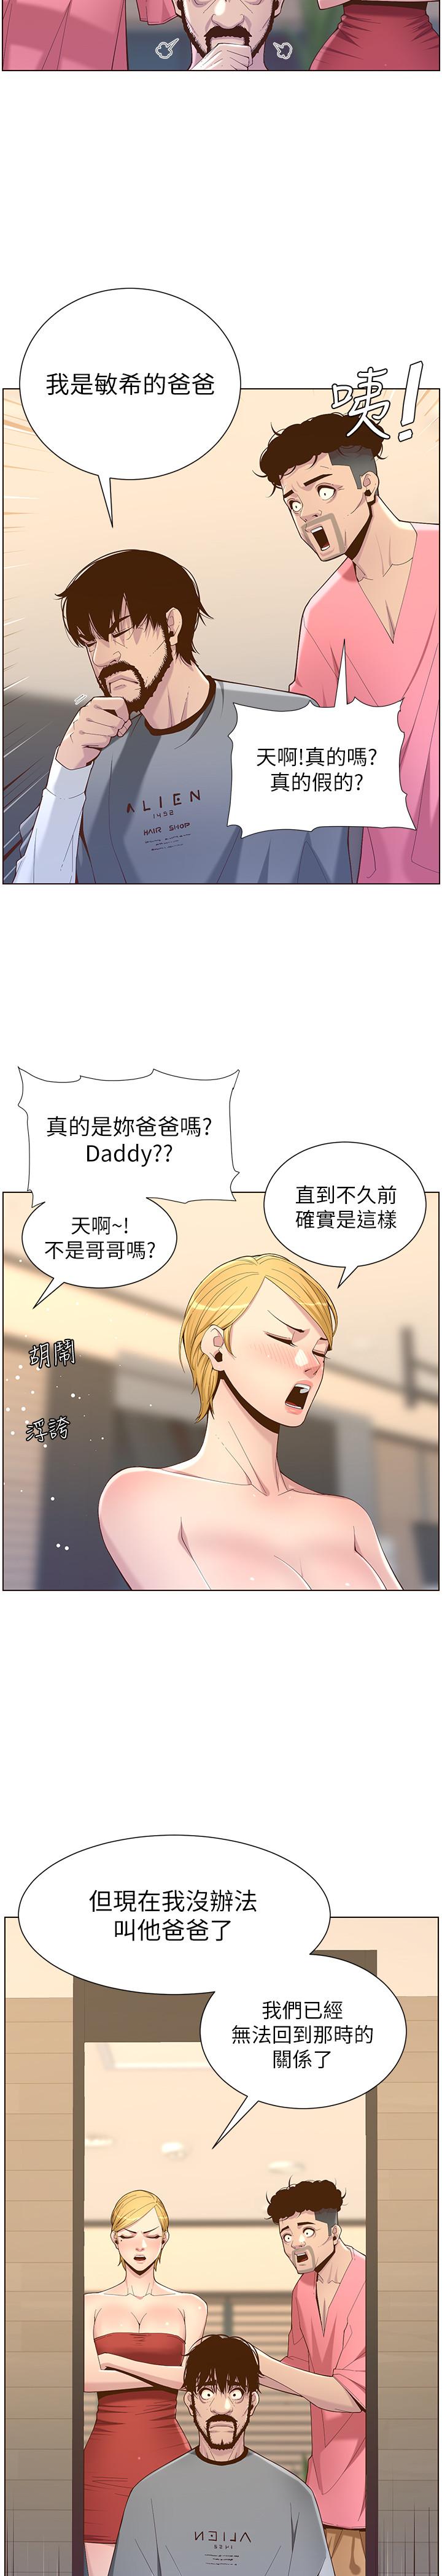 我是敏希的爸爸
咦!
天啊!真的嗎?
真的假的?
ALIEN
1492
HAIR SHOP
真的是妳爸爸嗎?
Daddy??
直到不久前
確實是這樣
天啊~!
不是哥哥嗎?
胡鬧
浮誇
但現在我沒辦法
叫他爸爸了
我們已經
無法回到那時的
關係了
ALIEN